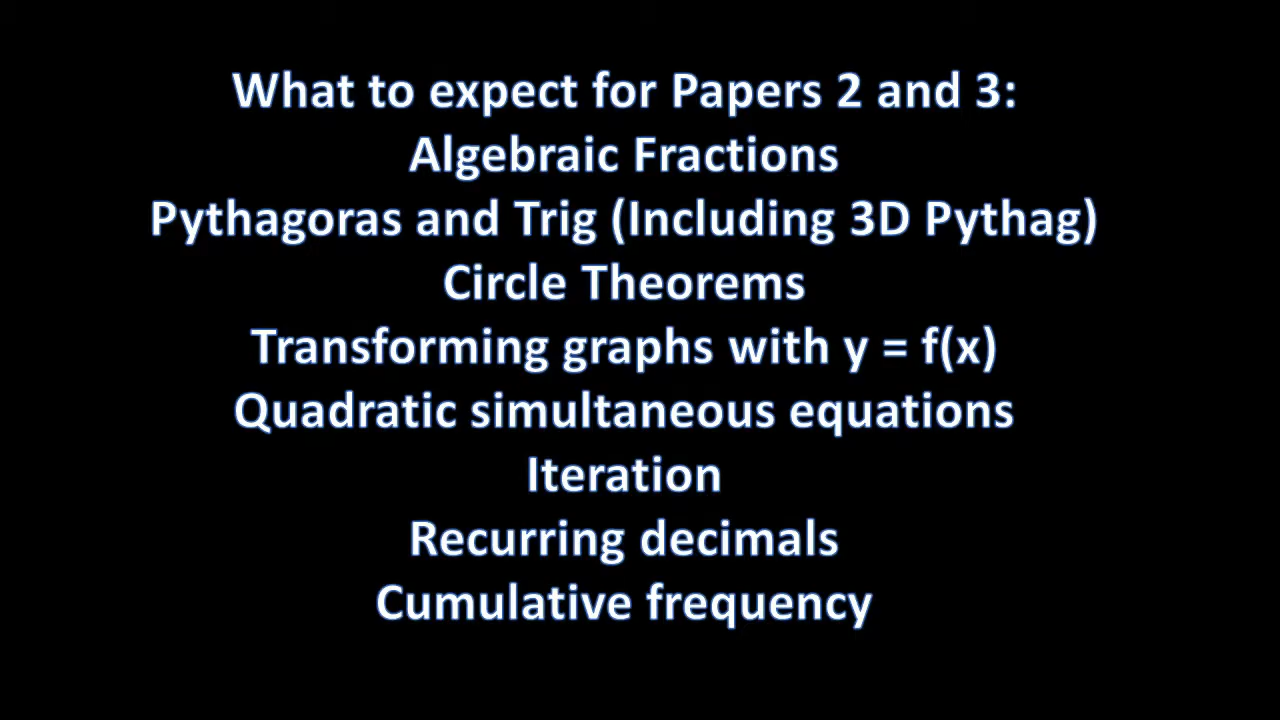 What to expect for Papers 2 and 3:
Algebraic Fractions
Pythagoras and Trig (Including 3D Pythag)
Circle Theorems
Transforming graphs with y = f(x)
Quadratic simultaneous equations
Iteration
Recurring decimals
Cumulative frequency